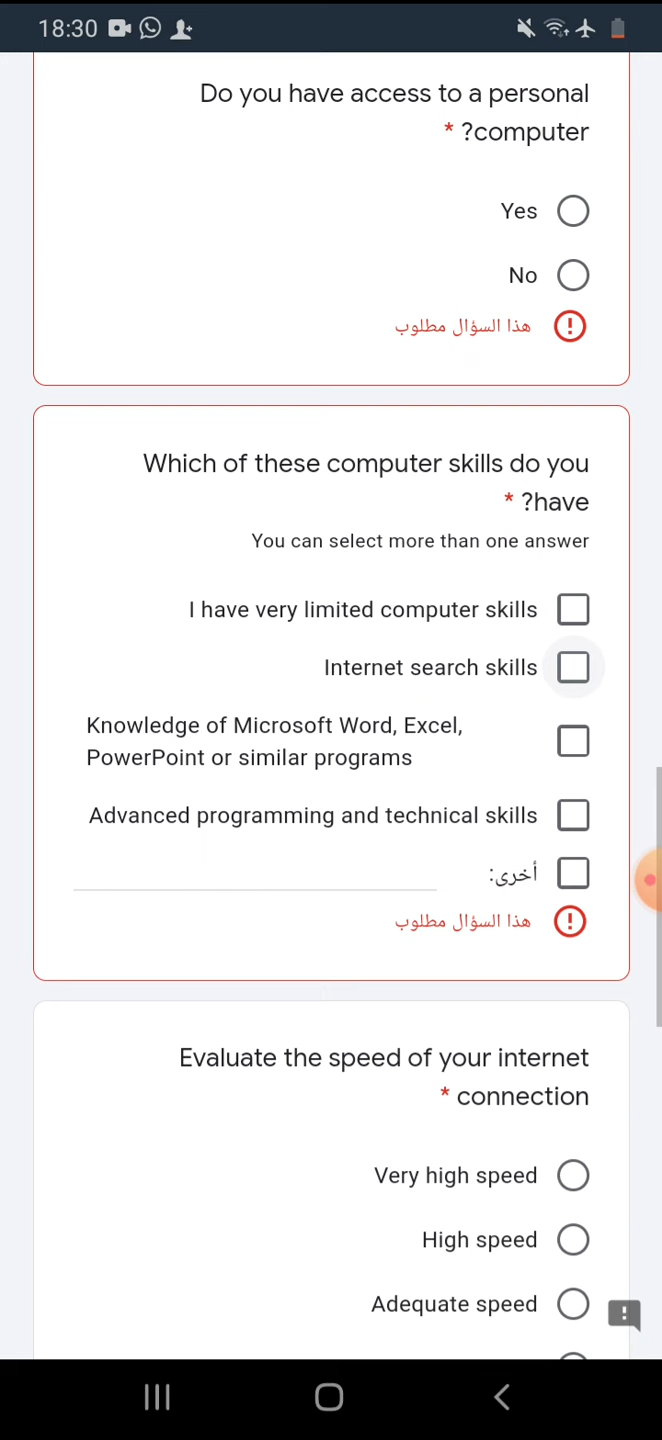 18:30
Do you have access to a personal
* ?computer
Yes
No
هذا السؤال مطلوب
Which of these computer skills do you
* ?have
You can select more than one answer
I have very limited computer skills
Internet search skills
Knowledge of Microsoft Word, Excel,
PowerPoint or similar programs
Advanced programming and technical skills
أخرى:
هذا السؤال مطلوب
Evaluate the speed of your internet
* connection
Very high speed
High speed
Adequate speed